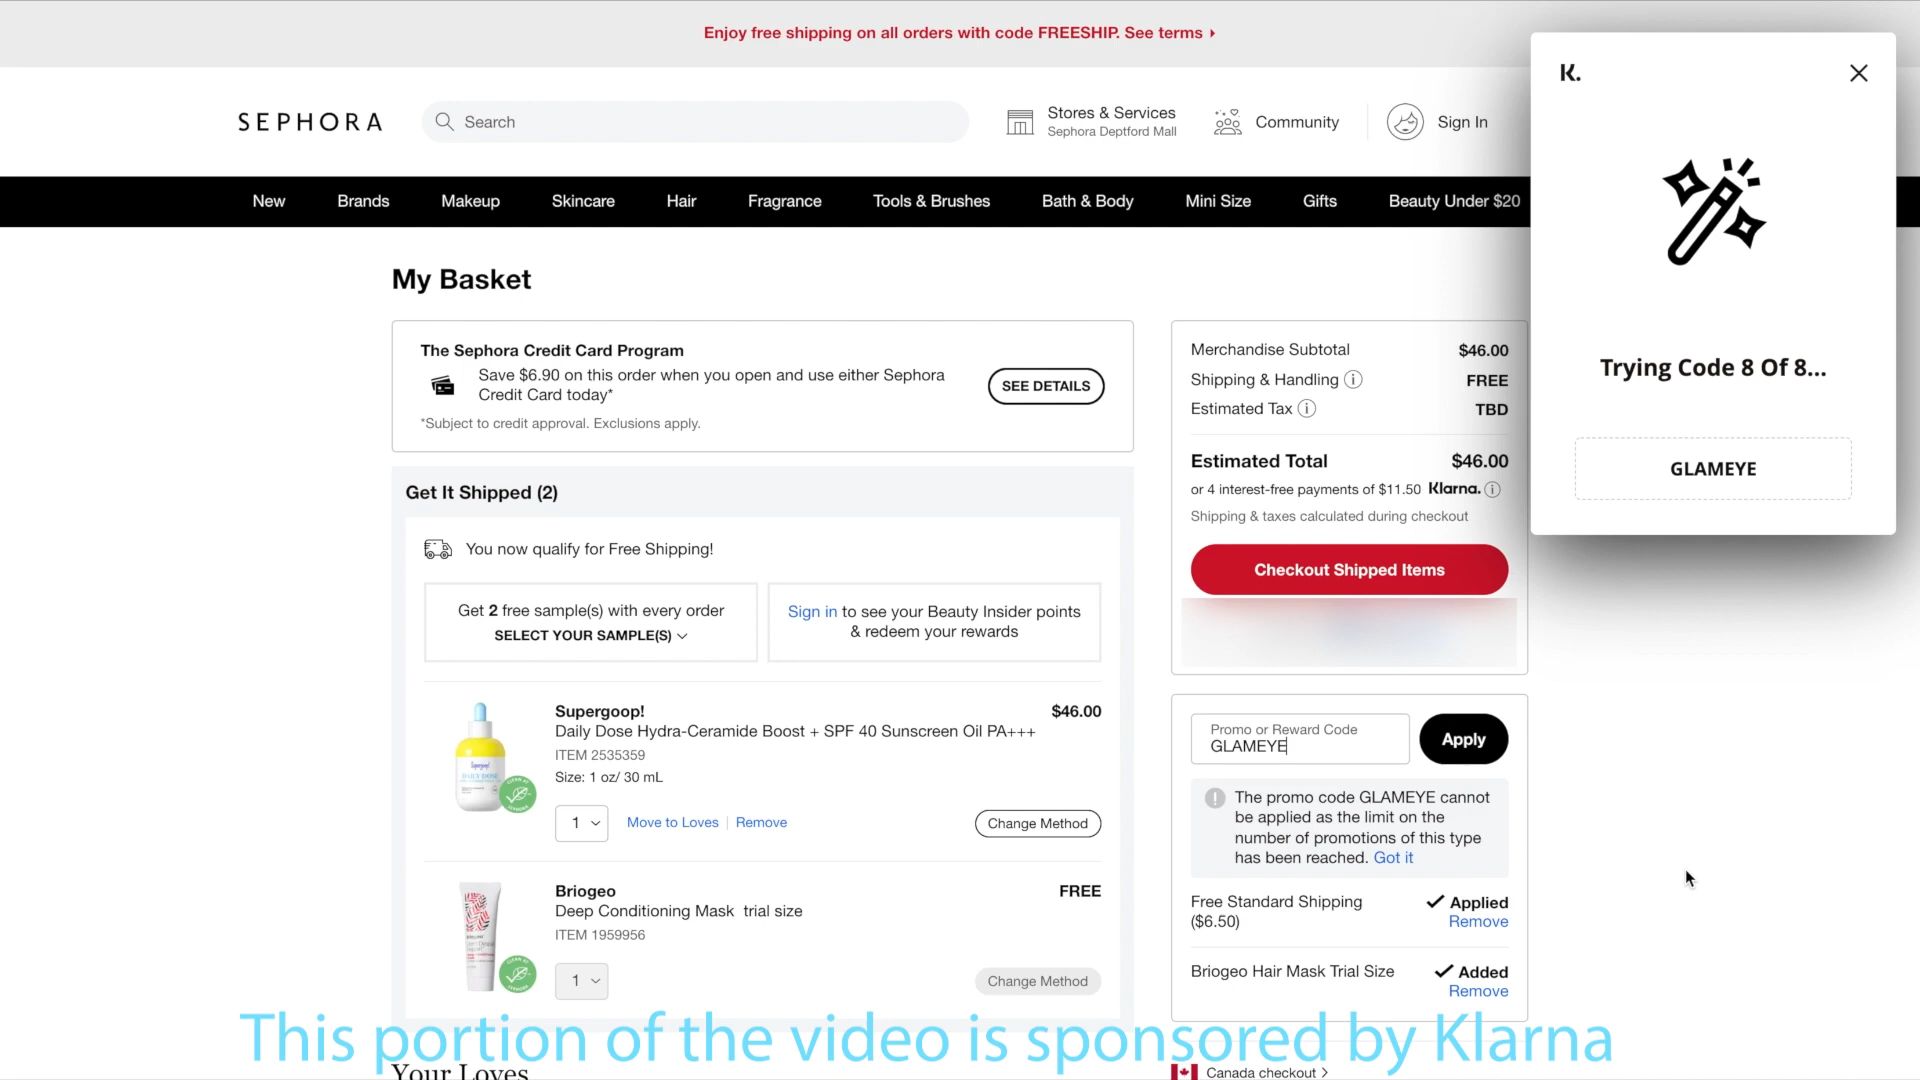 Enjoy free shipping on all orders with code FREESHIP. See terms
K.
SEPHORA
Search
Stores & Services
Sephora Deptford Mall
Community
Sign In
New Brands Makeup Skincare Hair Fragrance Tools & Brushes Bath & Body Mini Size Gifts Beauty Under $20
Trying Code 8 Of 8...
GLAMEYE
My Basket
The Sephora Credit Card Program
Save $6.90 on this order when you open and use either Sephora
Credit Card today*
SEE DETAILS
*Subject to credit approval. Exclusions apply.
Merchandise Subtotal $46.00
Shipping & Handling FREE
Estimated Tax TBD
Estimated Total $46.00
or 4 interest-free payments of $11.50 Klarna.
Shipping & taxes calculated during checkout
Checkout Shipped Items
Get It Shipped (2)
You now qualify for Free Shipping!
Get 2 free sample(s) with every order
SELECT YOUR SAMPLE(S)
Sign in to see your Beauty Insider points
& redeem your rewards
Supergoop! $46.00
Daily Dose Hydra-Ceramide Boost + SPF 40 Sunscreen Oil PA+++
ITEM 2535359
Size: 1 oz/ 30 mL
1 Move to Loves Remove Change Method
Briogeo FREE
Deep Conditioning Mask trial size
ITEM 1959956
1 Change Method
Promo or Reward Code
GLAMEYE
Apply
The promo code GLAMEYE cannot
be applied as the limit on the
number of promotions of this type
has been reached. Got it
Free Standard Shipping
($6.50)
Applied
Remove
Briogeo Hair Mask Trial Size
Added
Remove
This portion of the video is sponsored by Klarna
Your Loves
Canada checkout